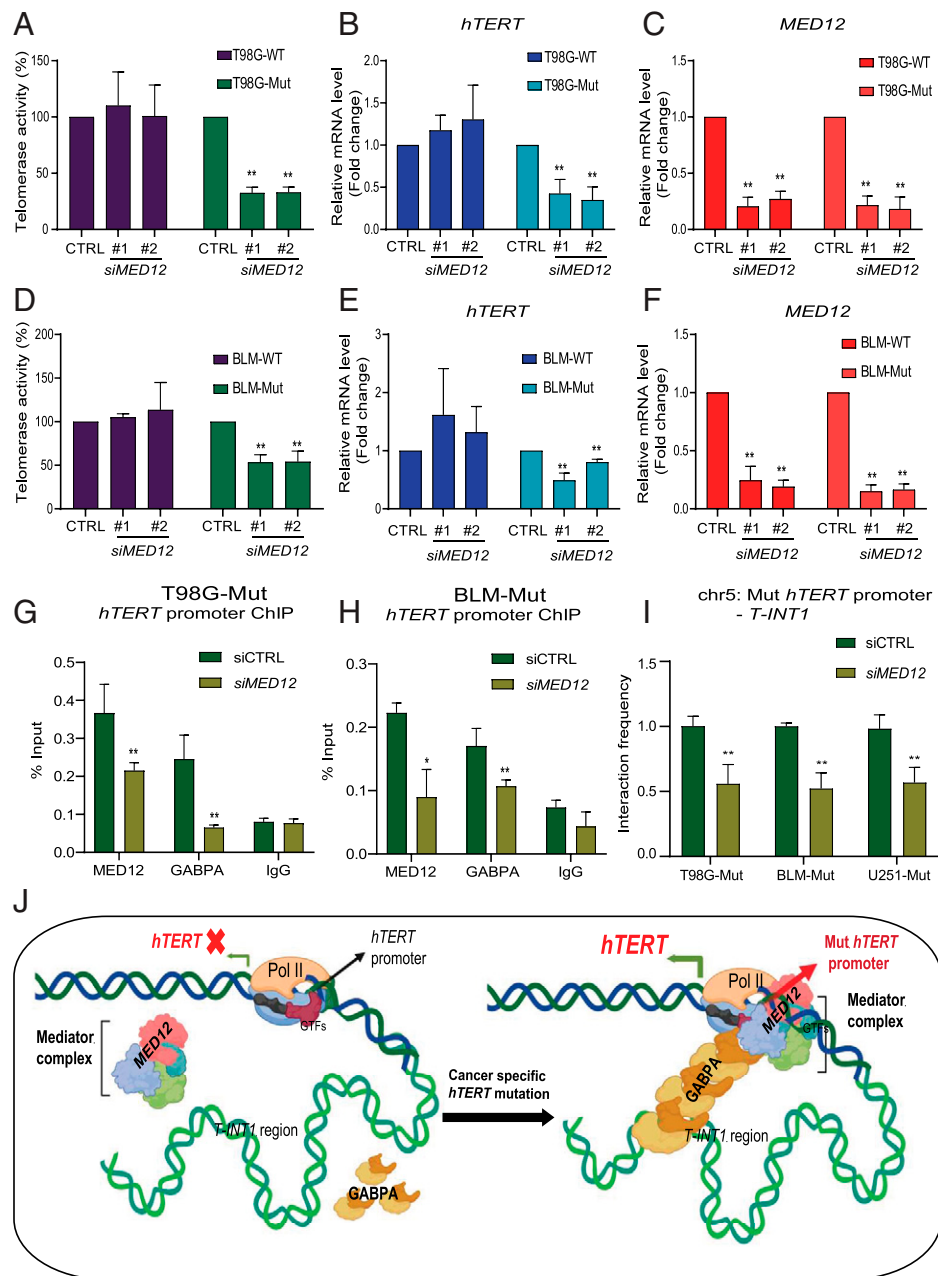 A
Telomerase activity (%)
150
100
50
0
T98G-WT
T98G-Mut
**
**
CTRL #1 #2 CTRL #1 #2
siMED12 siMED12
B
hTERT
Relative mRNA level
(Fold change)
2.0
1.5
1.0
0.5
0.0
T98G-WT
T98G-Mut
**
**
CTRL #1 #2 CTRL #1 #2
siMED12 siMED12
C
MED12
Relative mRNA level
(Fold change)
1.5
1.0
0.5
0.0
T98G-WT
T98G-Mut
** ** ** **
CTRL #1 #2 CTRL #1 #2
siMED12 siMED12
D
Telomerase activity (%)
200
150
100
50
0
BLM-WT
BLM-Mut
** **
CTRL #1 #2 CTRL #1 #2
siMED12 siMED12
E
hTERT
Relative mRNA level
(Fold change)
3
2
1
0
BLM-WT
BLM-Mut
** **
CTRL #1 #2 CTRL #1 #2
siMED12 siMED12
F
MED12
Relative mRNA level
(Fold change)
1.5
1.0
0.5
0.0
BLM-WT
BLM-Mut
** ** ** **
CTRL #1 #2 CTRL #1 #2
siMED12 siMED12
G
T98G-Mut
hTERT promoter ChIP
% Input
0.5
0.4
0.3
0.2
0.1
0.0
siCTRL
siMED12
** **
MED12 GABPA IgG
H
BLM-Mut
hTERT promoter ChIP
% Input
0.3
0.2
0.1
0.0
siCTRL
siMED12
* **
MED12 GABPA IgG
I
chr5: Mut hTERT promoter
- T-INT1
Interaction frequency
1.5
1.0
0.5
0.0
siCTRL
siMED12
** ** **
T98G-Mut BLM-Mut U251-Mut
J
hTERT
hTERT
promoter
Pol II
GTFs
Mediator
complex
MED12
T-INT1 region
GABPA
Cancer specific
hTERT mutation
hTERT
Mut hTERT
promoter
Pol II
MED12
GTFs
Mediator
complex
GABPA
T-INT1 region